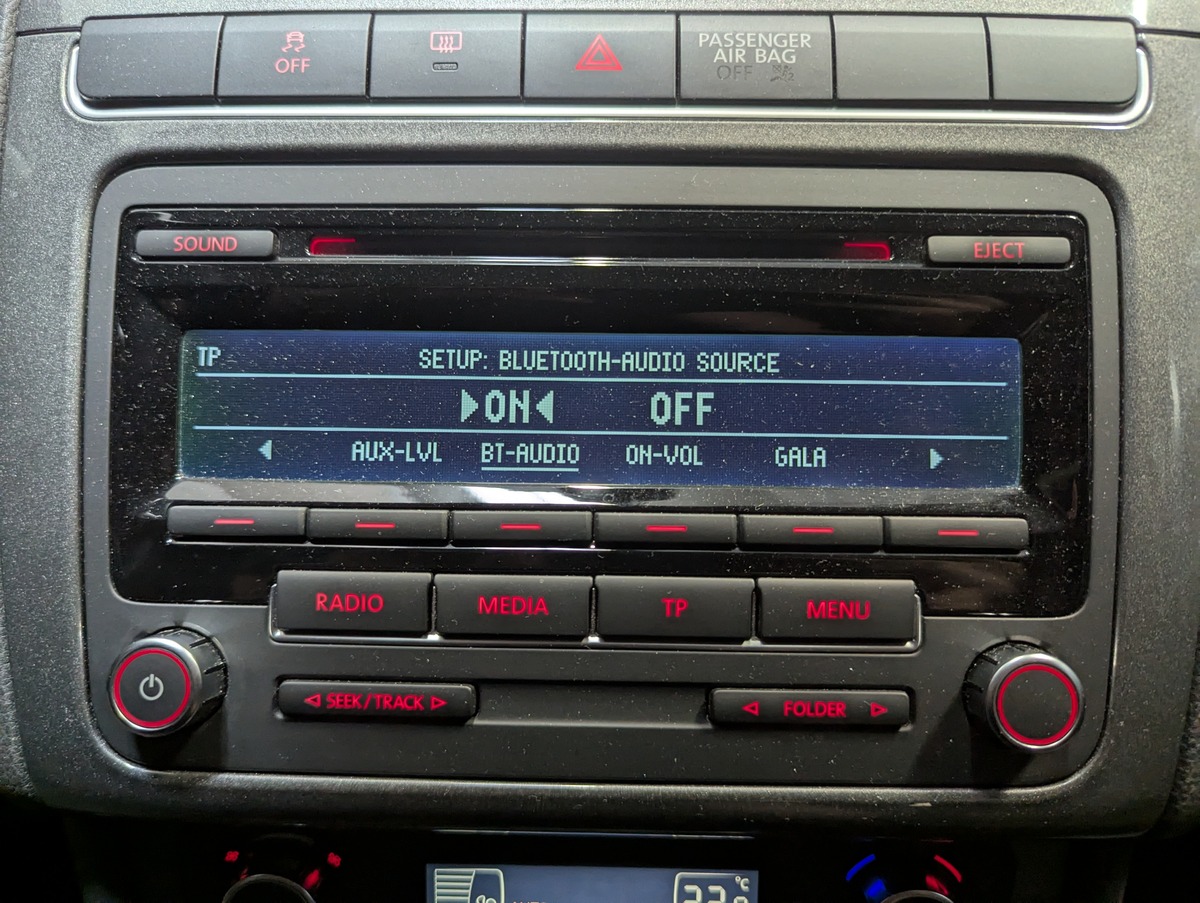 OFF
PASSENGER
AIR BAG
OFF
SOUND
EJECT
TP
SETUP: BLUETOOTH-AUDIO SOURCE
ON OFF
AUX-LVL BT-AUDIO ON-VOL GALA
RADIO MEDIA TP MENU
SEEK/TRACK
FOLDER
°C